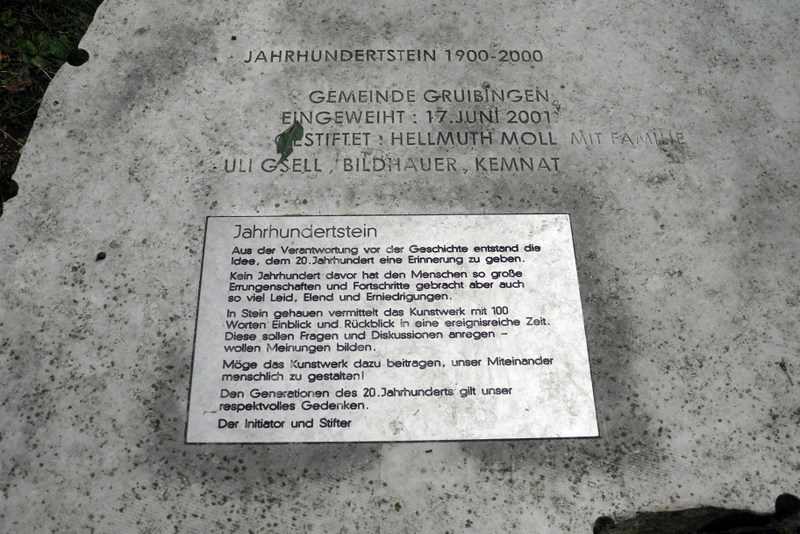 JAHRHUNDERTSTEIN 1900-2000
GEMEINDE GRUIBINGEN
EINGEWEIHT : 17. JUNI 2001
GESTIFTET : HELLMUTH MOLL MIT FAMILIE
ULI GSELL, BILDHAUER, KEMNAT
Jahrhundertstein
Aus der Verantwortung vor der Geschichte entstand die
Idee, dem 20. Jahrhundert eine Erinnerung zu geben.
Kein Jahrhundert davor hat den Menschen so große
Errungenschaften und Fortschritte gebracht aber auch
so viel Leid, Elend und Erniedrigungen.
In Stein gehauen vermittelt das Kunstwerk mit 100
Worten Einblick und Rückblick in eine ereignisreiche Zeit.
Diese sollen Fragen und Diskussionen anregen –
wollen Meinungen bilden.
Möge das Kunstwerk dazu beitragen, unser Miteinander
menschlich zu gestalten!
Den Generationen des 20. Jahrhunderts gilt unser
respektvolles Gedenken.
Der Initiator und Stifter